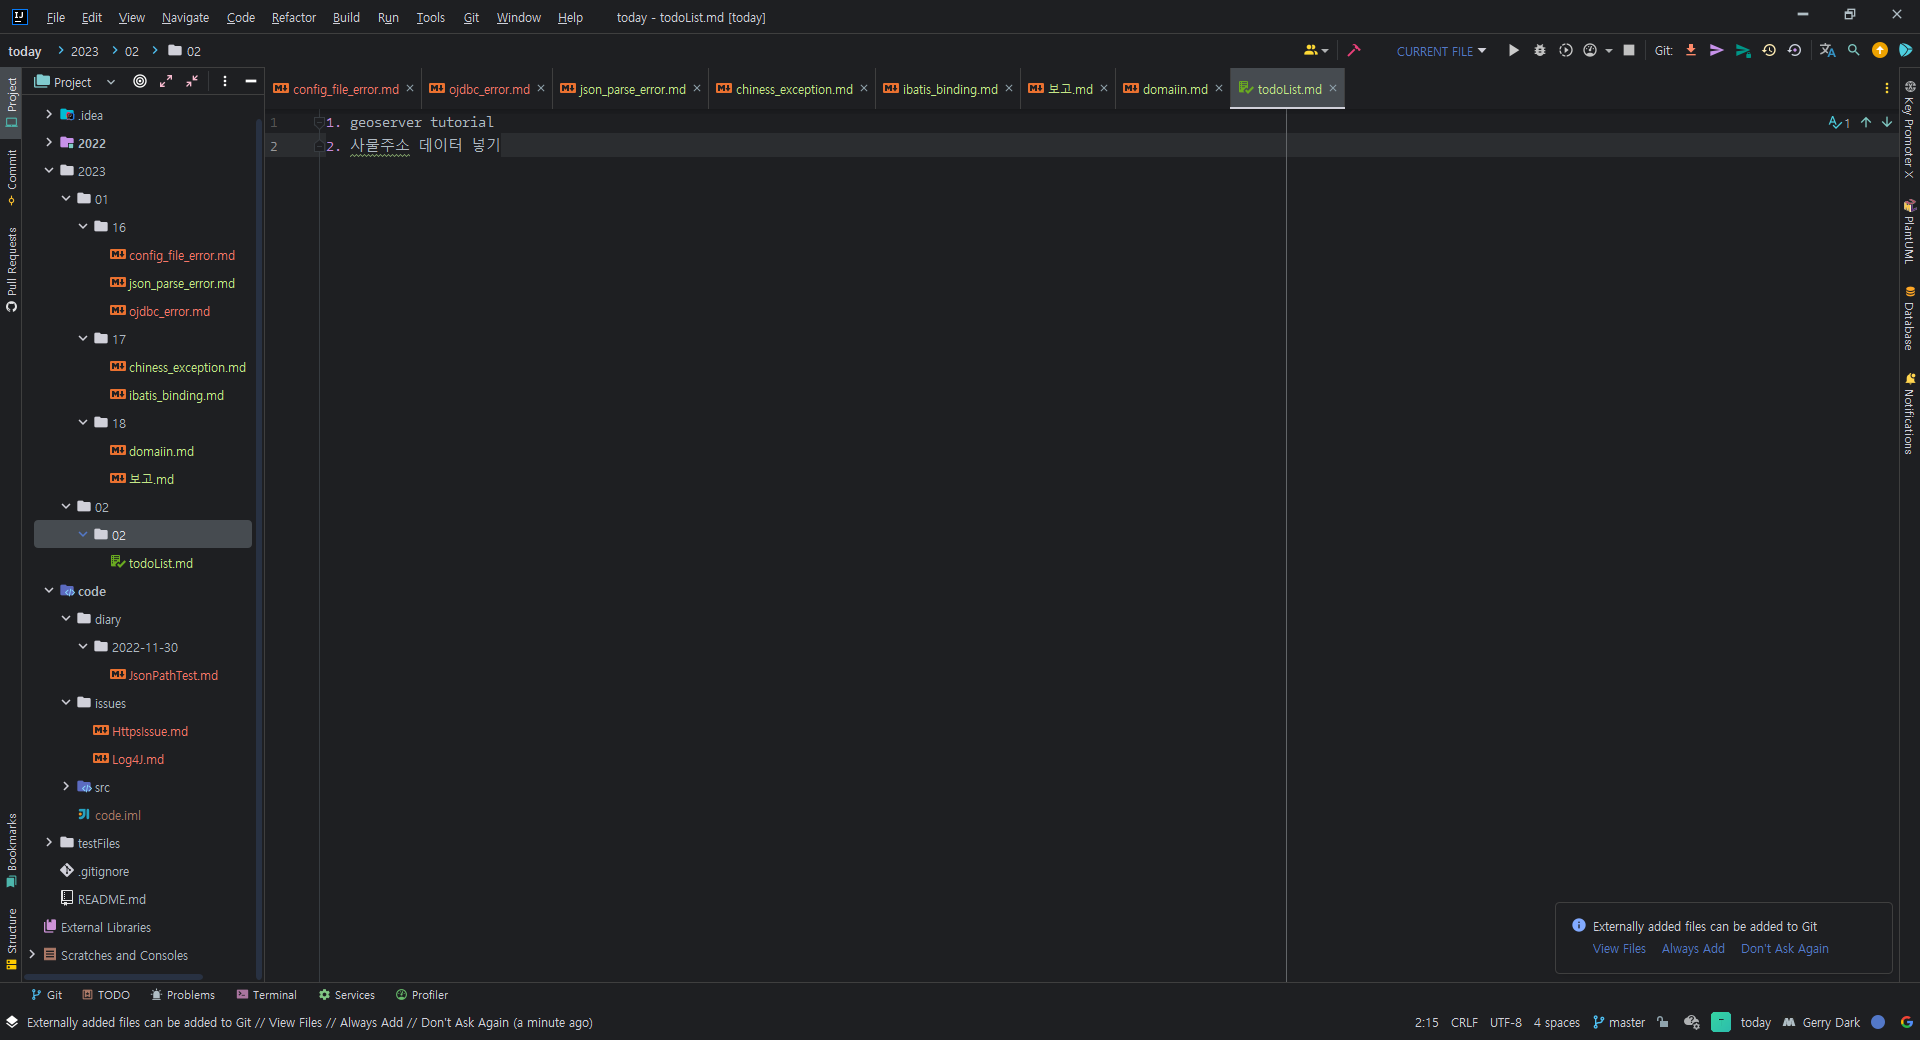 File Edit View Navigate Code Refactor Build Run Tools Git Window Help today - todoList.md [today]
today 2023 02 02 CURRENT FILE Git:
Project
config_file_error.md ojdbc_error.md json_parse_error.md chiness_exception.md ibatis_binding.md 보고.md domaiin.md todoList.md
Project
Commit
Pull Requests
Bookmarks
Structure
.idea
2022
2023
01
16
config_file_error.md
json_parse_error.md
ojdbc_error.md
17
chiness_exception.md
ibatis_binding.md
18
domaiin.md
보고.md
02
02
todoList.md
code
diary
2022-11-30
JsonPathTest.md
issues
HttpsIssue.md
Log4J.md
src
code.iml
testFiles
.gitignore
README.md
External Libraries
Scratches and Consoles
1 1. geoserver tutorial
2 2. 사물주소 데이터 넣기
1
Key Promoter X
PlantUML
Database
Notifications
Externally added files can be added to Git
View Files Always Add Don't Ask Again
Git TODO Problems Terminal Services Profiler
Externally added files can be added to Git // View Files // Always Add // Don't Ask Again (a minute ago) 2:15 CRLF UTF-8 4 spaces master today Gerry Dark